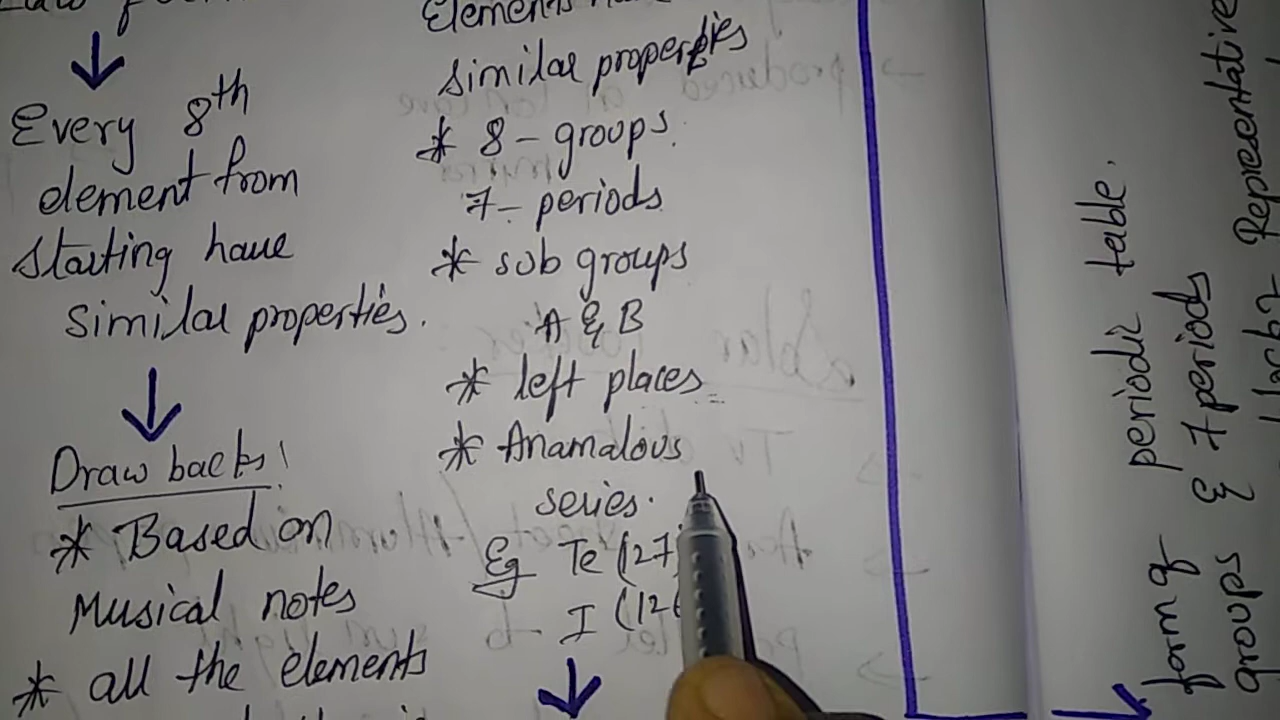 Every 8th
element from
starting have
similar properties.
Draw backs!
* Based on
Musical notes
* all the elements
Elements
similar properties
* 8 - groups.
7 - periods
* sub groups
A & B
* left places
* Anamalous
series.
Eg Te (127
I (126
form of periodic table.
groups & 7 periods
Representative